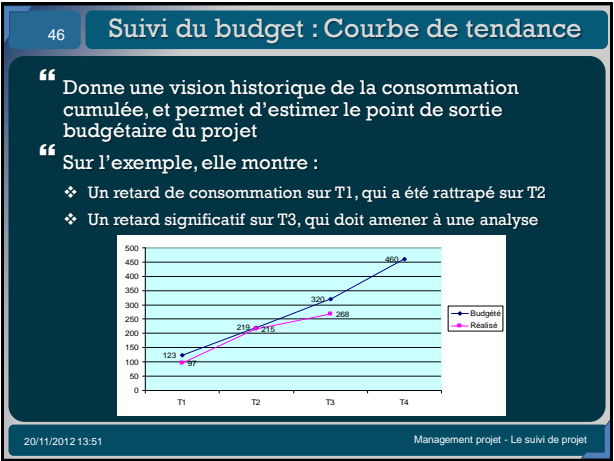 46
Suivi du budget : Courbe de tendance
“ Donne une vision historique de la consommation
cumulée, et permet d’estimer le point de sortie
budgétaire du projet
“ Sur l’exemple, elle montre :
❖ Un retard de consommation sur T1, qui a été rattrapé sur T2
❖ Un retard significatif sur T3, qui doit amener à une analyse
500
450
400
350
300
250
200
150
100
50
0
123
97
219
215
320
268
460
T1 T2 T3 T4
Budgété
Réalisé
20/11/2012 13:51
Management projet - Le suivi de projet